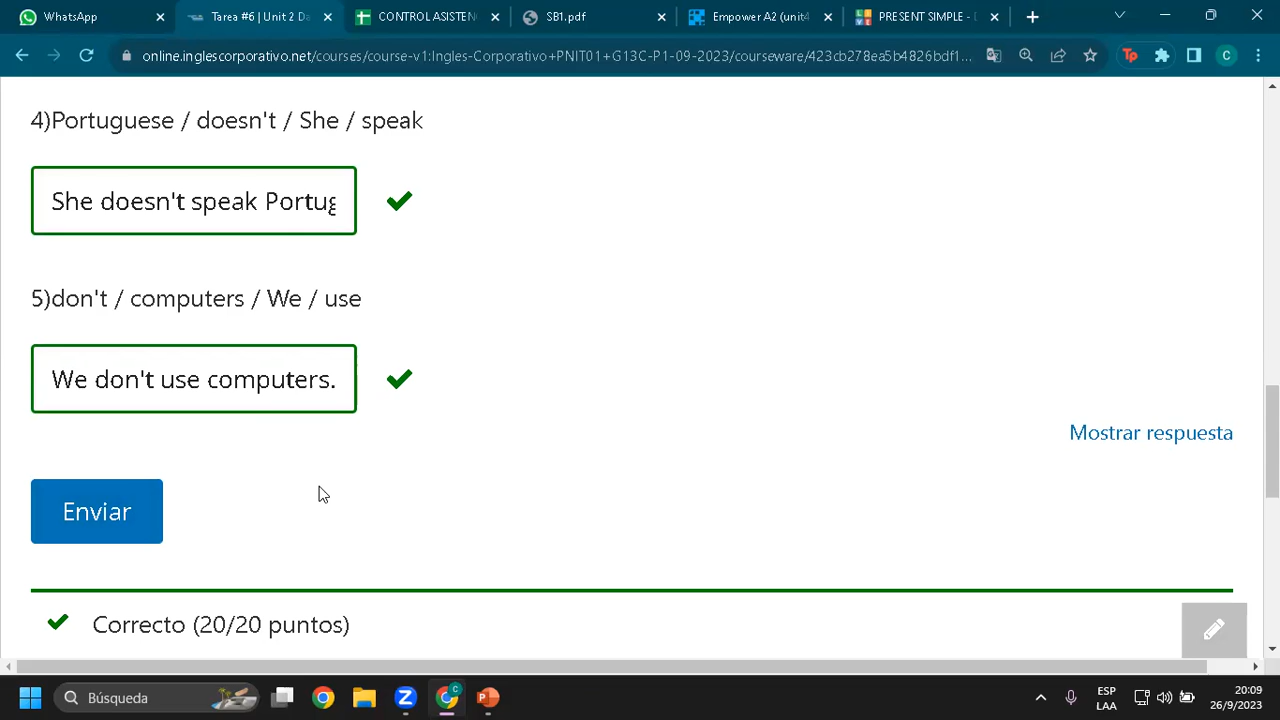 WhatsApp
Tarea #6 | Unit 2 Da
CONTROL ASISTEN
SB1.pdf
Empower A2 (unit4
PRESENT SIMPLE -
online.inglescorporativo.net/courses/course-v1:Ingles-Corporativo+PNIT01+G13C-P1-09-2023/courseware/423cb278ea5b4826bdf1...
4)Portuguese / doesn't / She / speak
She doesn't speak Portug
5)don't / computers / We / use
We don't use computers.
Mostrar respuesta
Enviar
Correcto (20/20 puntos)
Búsqueda
ESP
LAA
20:09
26/9/2023